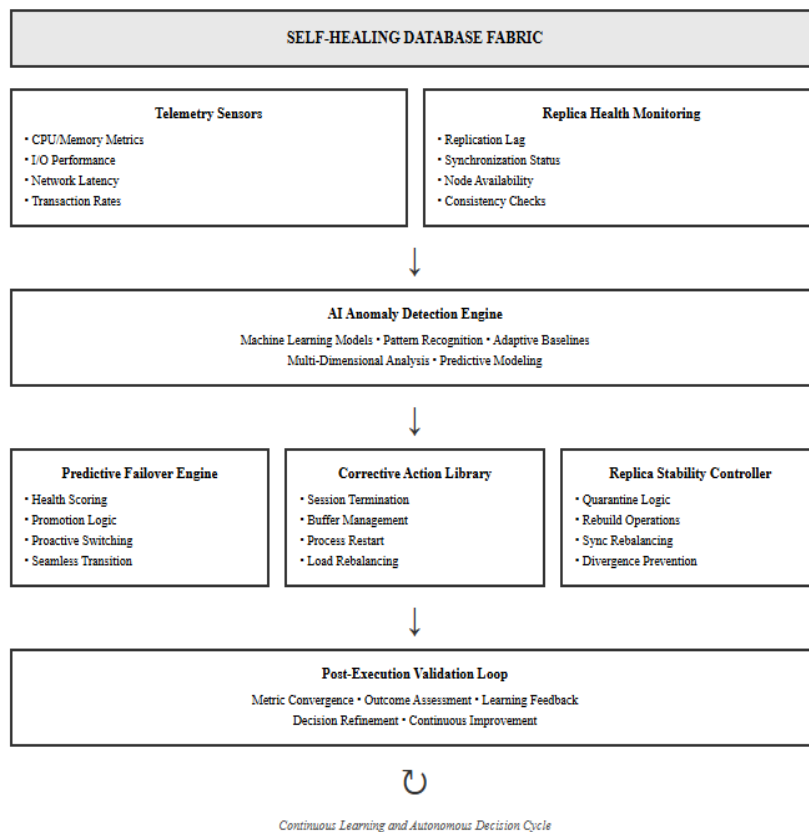 SELF-HEALING DATABASE FABRIC
Telemetry Sensors
• CPU/Memory Metrics
• I/O Performance
• Network Latency
• Transaction Rates
Replica Health Monitoring
• Replication Lag
• Synchronization Status
• Node Availability
• Consistency Checks
AI Anomaly Detection Engine
Machine Learning Models • Pattern Recognition • Adaptive Baselines
Multi-Dimensional Analysis • Predictive Modeling
Predictive Failover Engine
• Health Scoring
• Promotion Logic
• Proactive Switching
• Seamless Transition
Corrective Action Library
• Session Termination
• Buffer Management
• Process Restart
• Load Rebalancing
Replica Stability Controller
• Quarantine Logic
• Rebuild Operations
• Sync Rebalancing
• Divergence Prevention
Post-Execution Validation Loop
Metric Convergence • Outcome Assessment • Learning Feedback
Decision Refinement • Continuous Improvement
Continuous Learning and Autonomous Decision Cycle